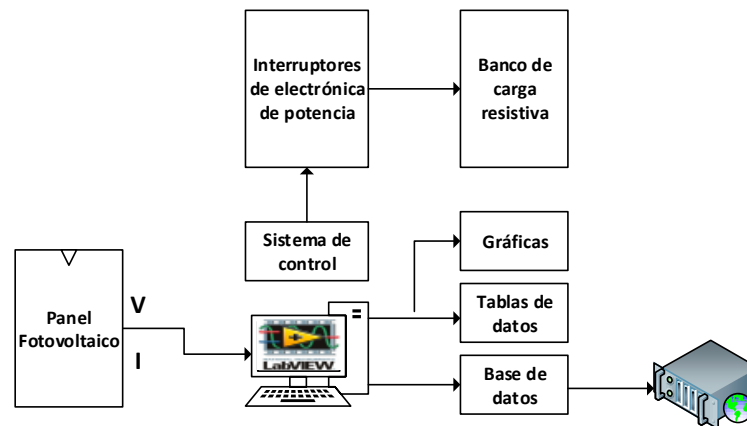 Interruptores
de electrónica
de potencia
Banco de
carga
resistiva
Sistema de
control
Gráficas
Panel
Fotovoltaico
V
I
LabVIEW
Tablas de
datos
Base de
datos